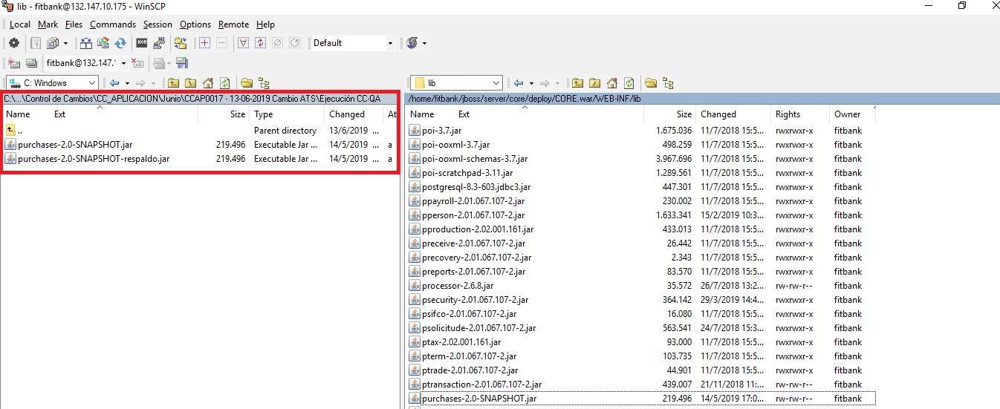 lib - fitbank@132.147.10.175 - WinSCP
Local Mark Files Commands Session Options Remote Help
Default
fitbank@132.147.
C: Windows lib
C:\...\Control de Cambios\CC_APLICACION\Junio\CCAP0017 - 13-06-2019 Cambio ATS\Ejecución CC-QA
Name Ext Size Type Changed At
.. Parent directory 13/6/2019 ...
purchases-2.0-SNAPSHOT.jar 219.496 Executable Jar ... 14/5/2019 ... a
purchases-2.0-SNAPSHOT-respaldo.jar 219.496 Executable Jar ... 14/5/2019 ... a
/home/fitbank/jboss/server/core/deploy/CORE.war/WEB-INF/lib
Name Ext Size Changed Rights Owner
poi-3.7.jar 1.675.036 11/7/2018 15:5... rwxrwxr-x fitbank
poi-ooxml-3.7.jar 498.259 11/7/2018 15:5... rwxrwxr-x fitbank
poi-ooxml-schemas-3.7.jar 3.967.696 11/7/2018 15:5... rwxrwxr-x fitbank
poi-scratchpad-3.11.jar 1.289.561 11/7/2018 15:5... rwxrwxr-x fitbank
postgresql-8.3-603.jdbc3.jar 447.301 11/7/2018 15:5... rwxrwxr-x fitbank
ppayroll-2.01.067.107-2.jar 230.002 11/7/2018 15:5... rwxrwxr-x fitbank
pperson-2.01.067.107-2.jar 1.633.341 15/2/2019 10:3... rwxrwxr-x fitbank
pproduction-2.02.001.161.jar 433.013 11/7/2018 15:5... rwxrwxr-x fitbank
preceive-2.01.067.107-2.jar 26.442 11/7/2018 15:5... rwxrwxr-x fitbank
precovery-2.01.067.107-2.jar 2.343 11/7/2018 15:5... rwxrwxr-x fitbank
preports-2.01.067.107-2.jar 83.570 11/7/2018 15:5... rwxrwxr-x fitbank
processor-2.6.8.jar 35.572 26/7/2018 13:2... rw-rw-r-- fitbank
psecurity-2.01.067.107-2.jar 364.142 29/3/2019 14:4... rwxrwxr-x fitbank
psifco-2.01.067.107-2.jar 16.080 11/7/2018 15:5... rwxrwxr-x fitbank
psolicitude-2.01.067.107-2.jar 563.541 24/7/2018 15:3... rwxrwxr-x fitbank
ptax-2.02.001.161.jar 93.000 11/7/2018 15:5... rwxrwxr-x fitbank
pterm-2.01.067.107-2.jar 103.735 11/7/2018 15:5... rwxrwxr-x fitbank
ptrade-2.01.067.107-2.jar 44.901 11/7/2018 15:5... rwxrwxr-x fitbank
ptransaction-2.01.067.107-2.jar 439.007 21/11/2018 11:... rw-rw-r-- fitbank
purchases-2.0-SNAPSHOT.jar 219.496 14/5/2019 17:0... rw-rw-r-- fitbank